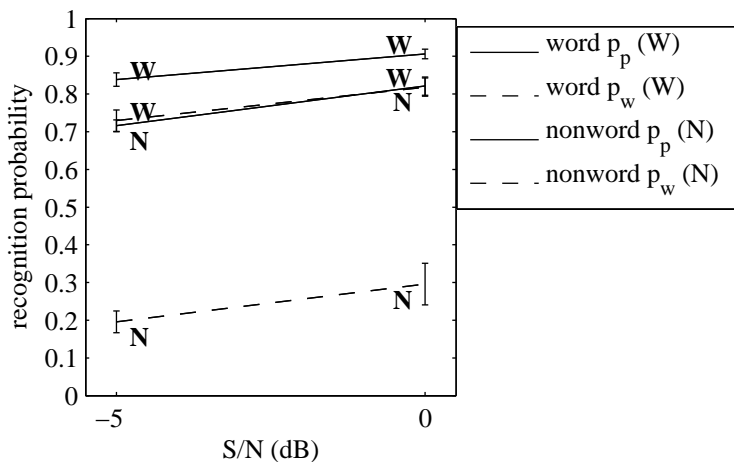 1
0.9
0.8
0.7
0.6
0.5
0.4
0.3
0.2
0.1
0
recognition probability
−5
0
S/N (dB)
W
W
W
W
N
N
N
N
word p_p (W)
word p_w (W)
nonword p_p (N)
nonword p_w (N)